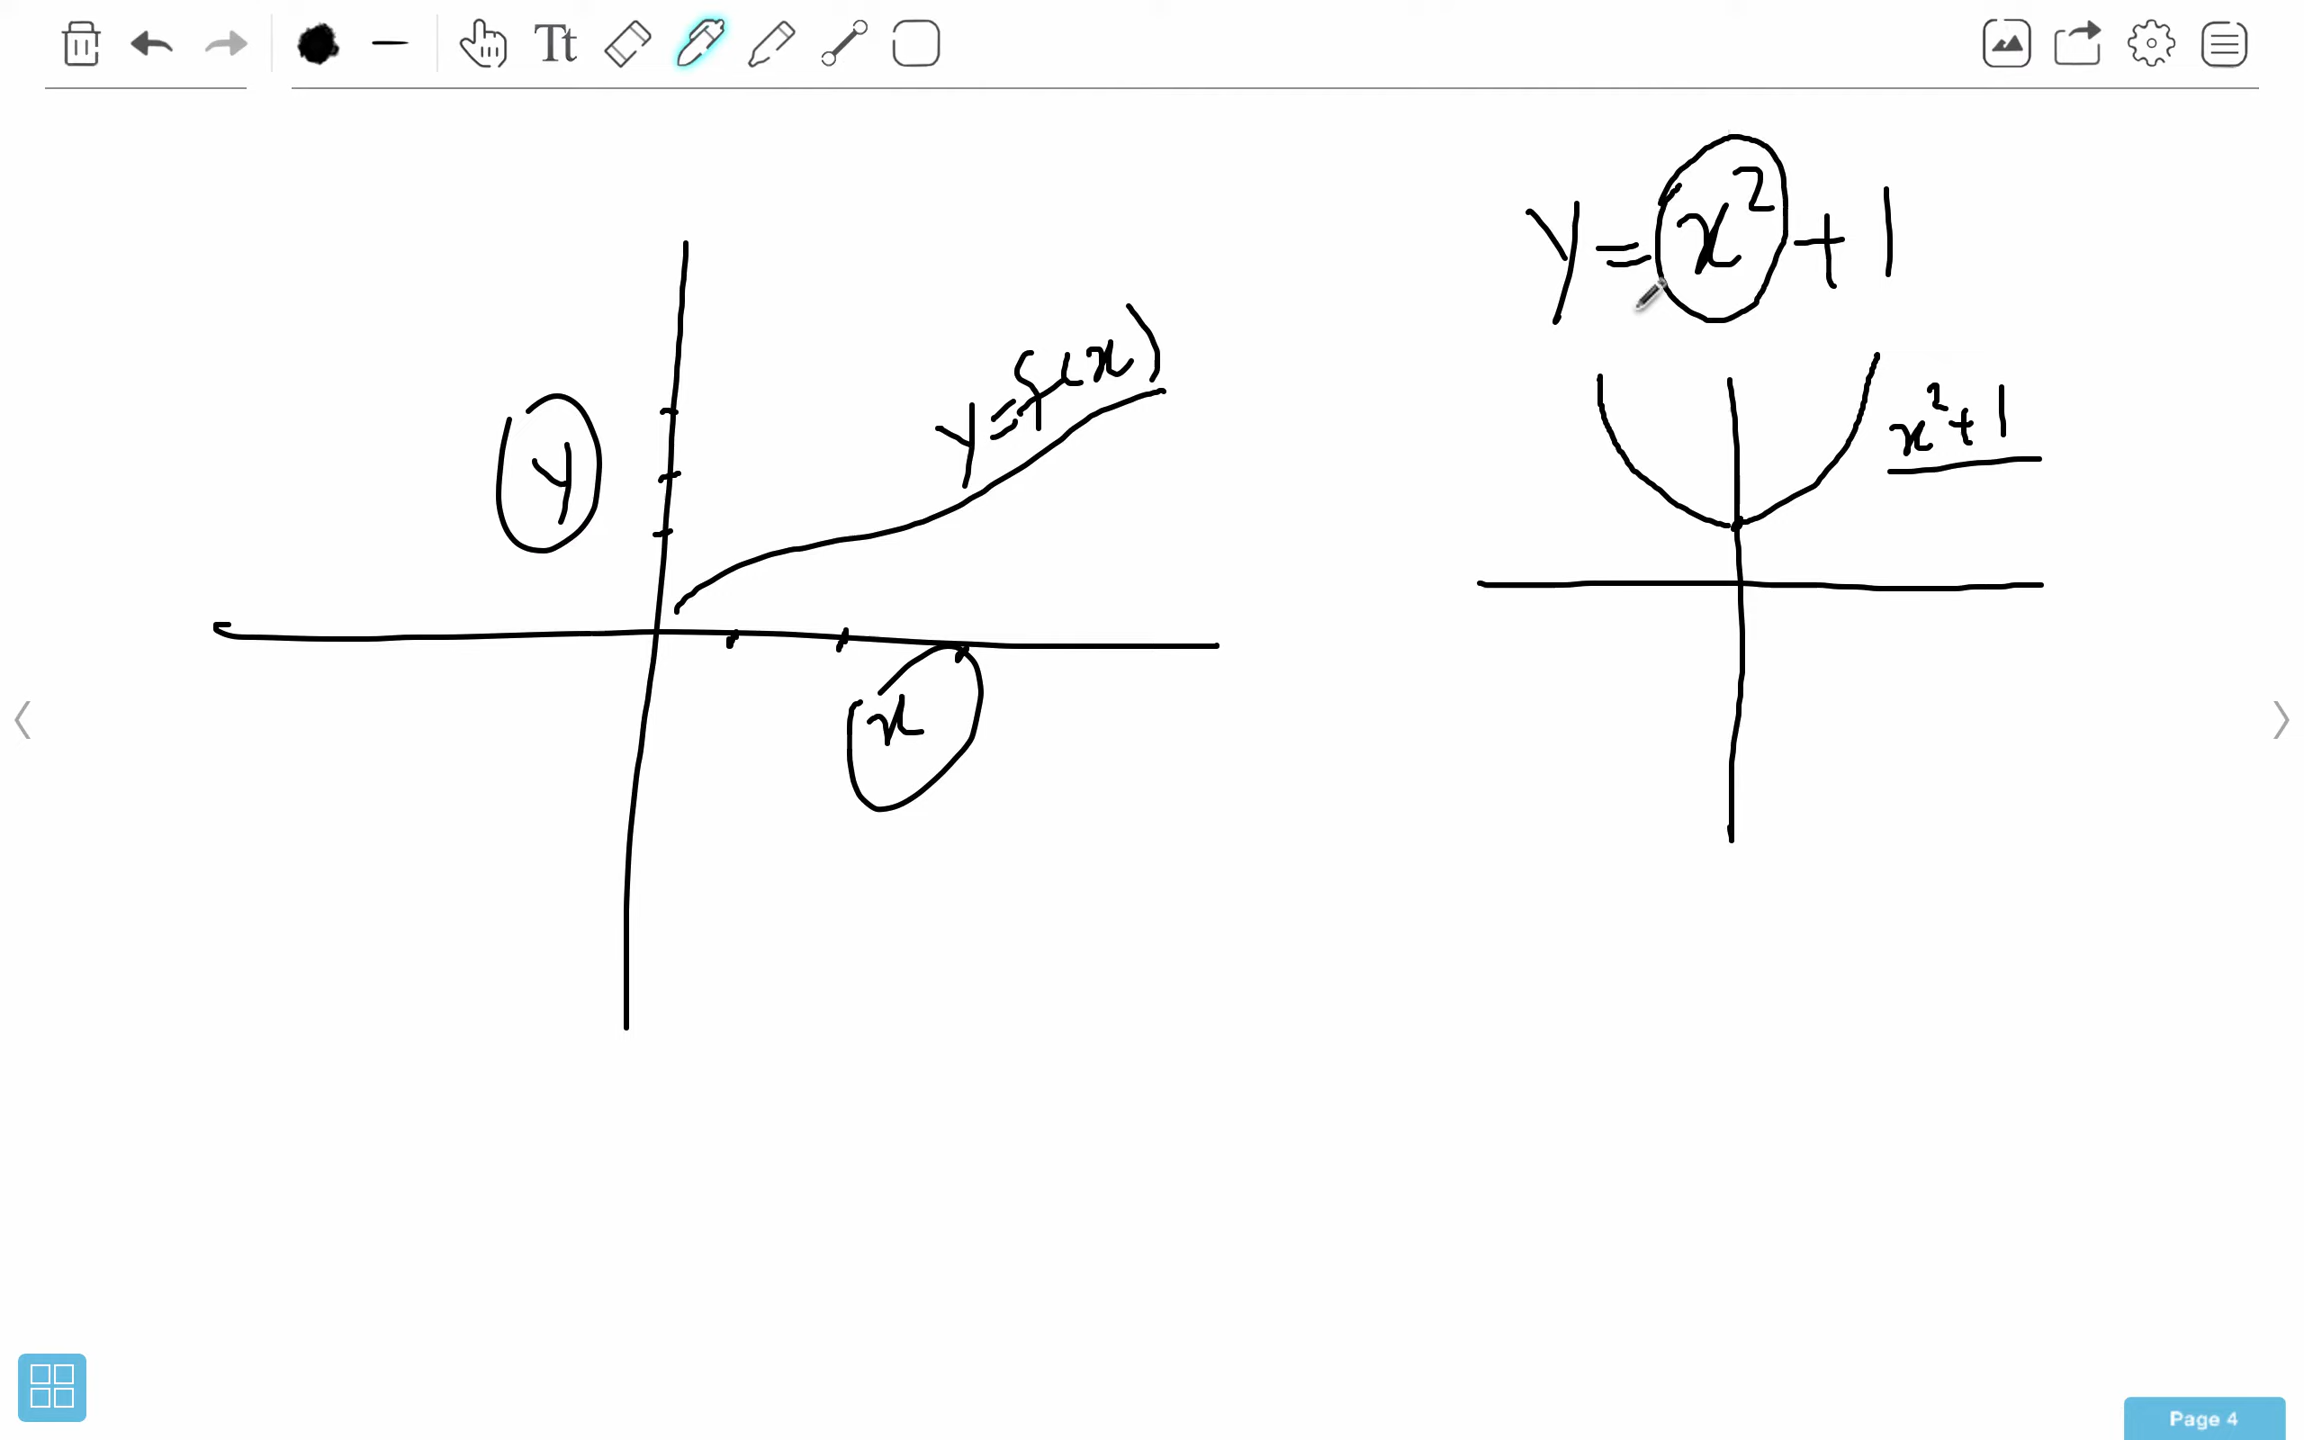 Tt
y = x² + 1
y = f(x)
x² + 1
y
x
Page 4